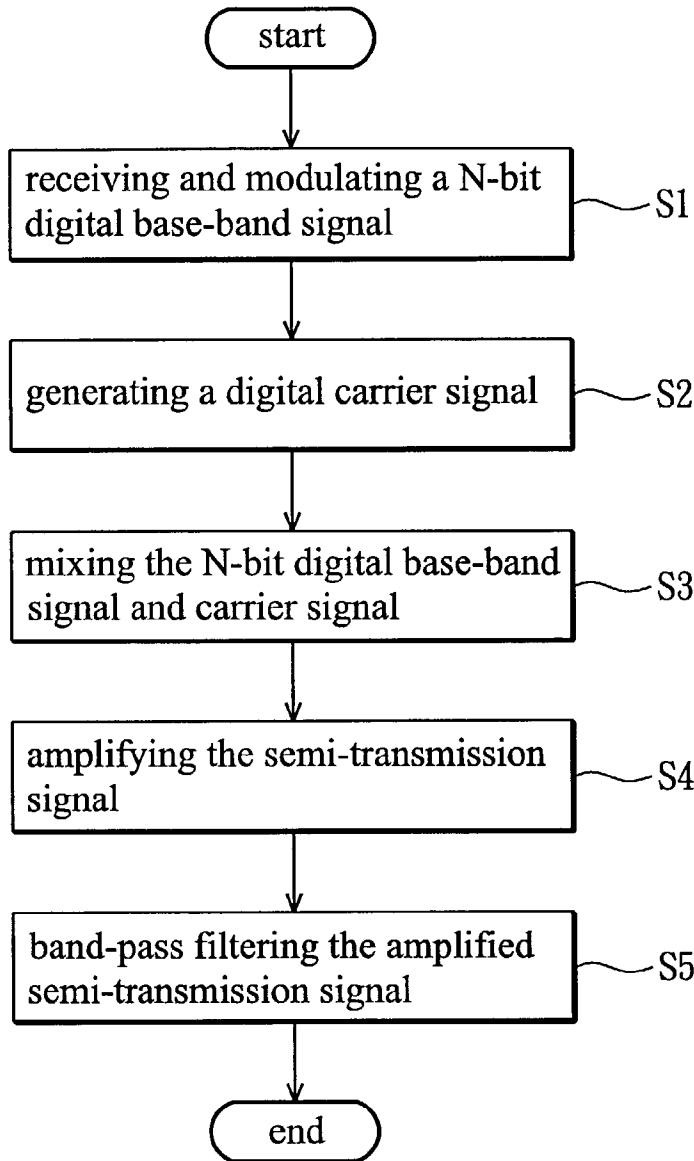 start
receiving and modulating a N-bit
digital base-band signal
S1
generating a digital carrier signal
S2
mixing the N-bit digital base-band
signal and carrier signal
S3
amplifying the semi-transmission
signal
S4
band-pass filtering the amplified
semi-transmission signal
S5
end